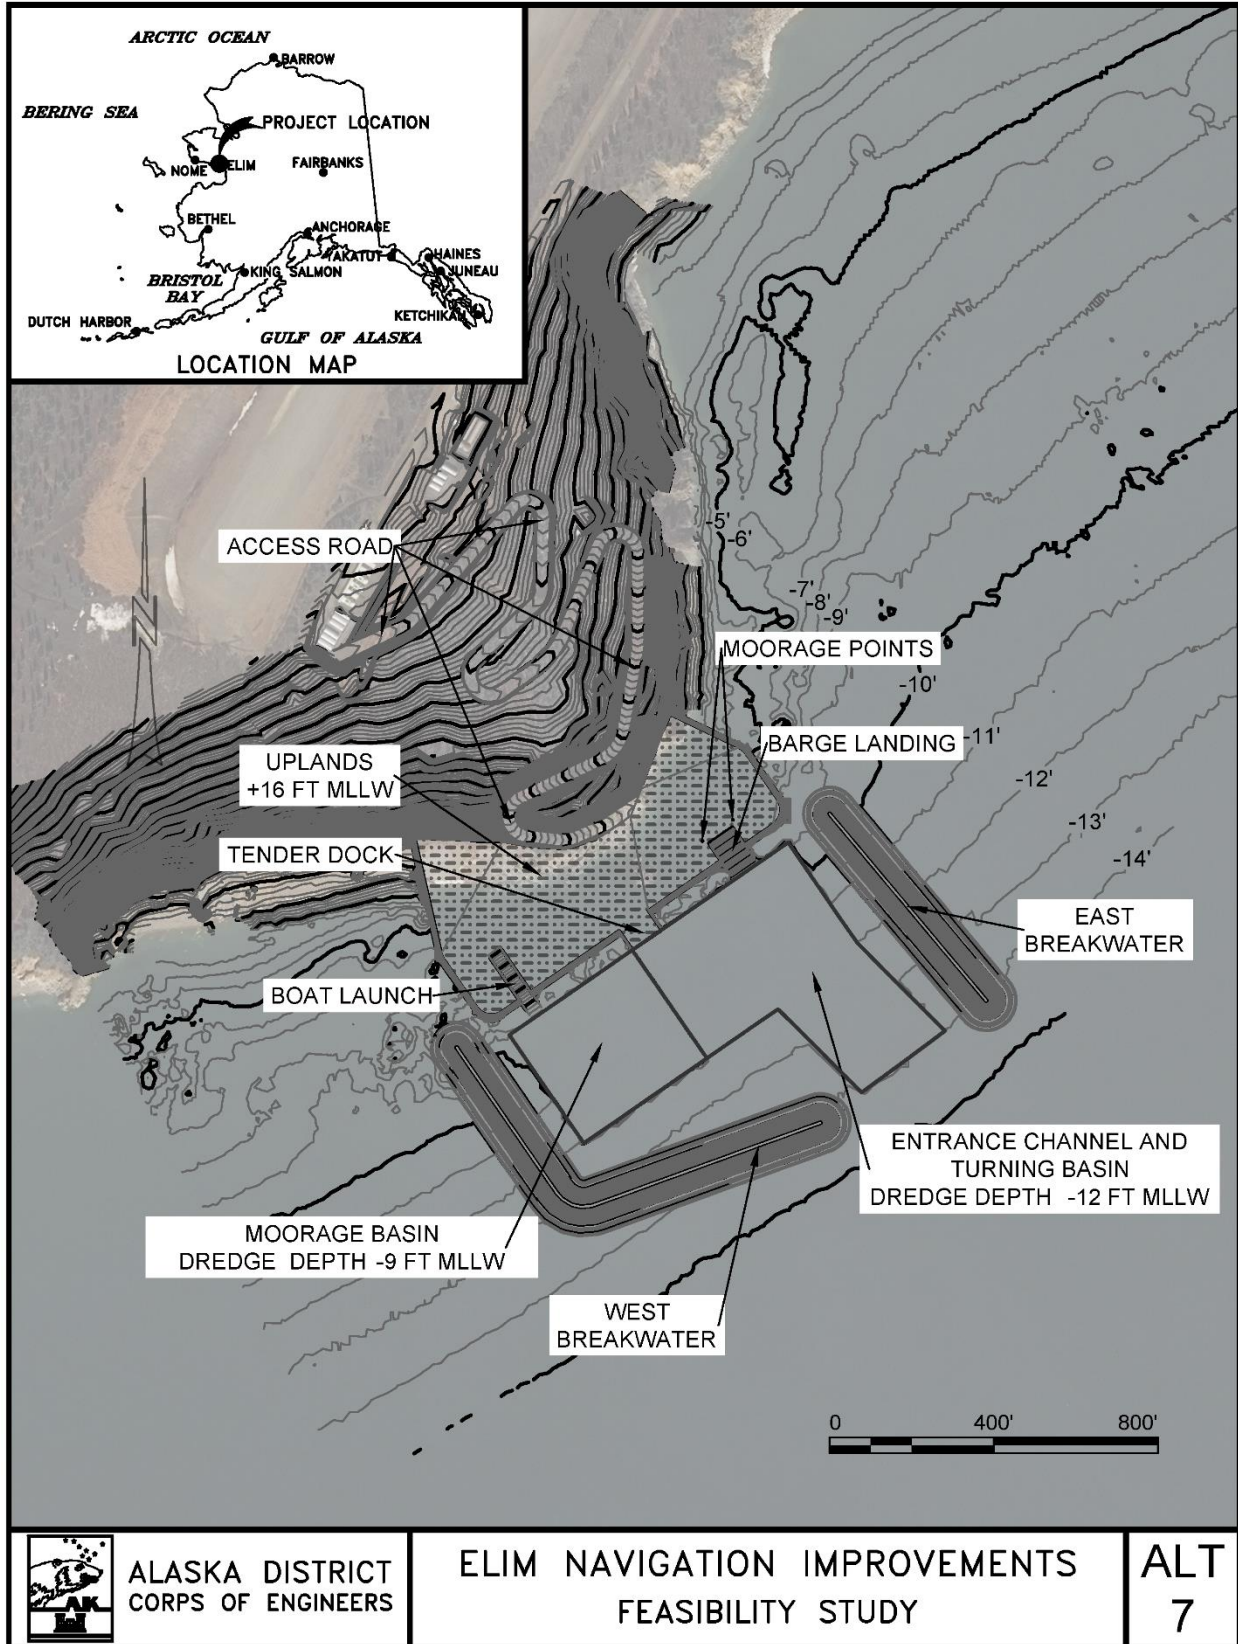 ARCTIC OCEAN
BARROW
BERING SEA
PROJECT LOCATION
NOME
ELIM
FAIRBANKS
BETHEL
ANCHORAGE
YAKATUT
HAINES
JUNEAU
BRISTOL
BAY
KING SALMON
KETCHIKAN
DUTCH HARBOR
GULF OF ALASKA
LOCATION MAP
N
ACCESS ROAD
-5'
-6'
-7'
-8'
-9'
MOORAGE POINTS
-10'
-11'
BARGE LANDING
UPLANDS
+16 FT MLLW
-12'
-13'
-14'
TENDER DOCK
EAST
BREAKWATER
BOAT LAUNCH
ENTRANCE CHANNEL AND
TURNING BASIN
DREDGE DEPTH -12 FT MLLW
MOORAGE BASIN
DREDGE DEPTH -9 FT MLLW
WEST
BREAKWATER
0 400' 800'
AK
ALASKA DISTRICT
CORPS OF ENGINEERS
ELIM NAVIGATION IMPROVEMENTS
FEASIBILITY STUDY
ALT
7